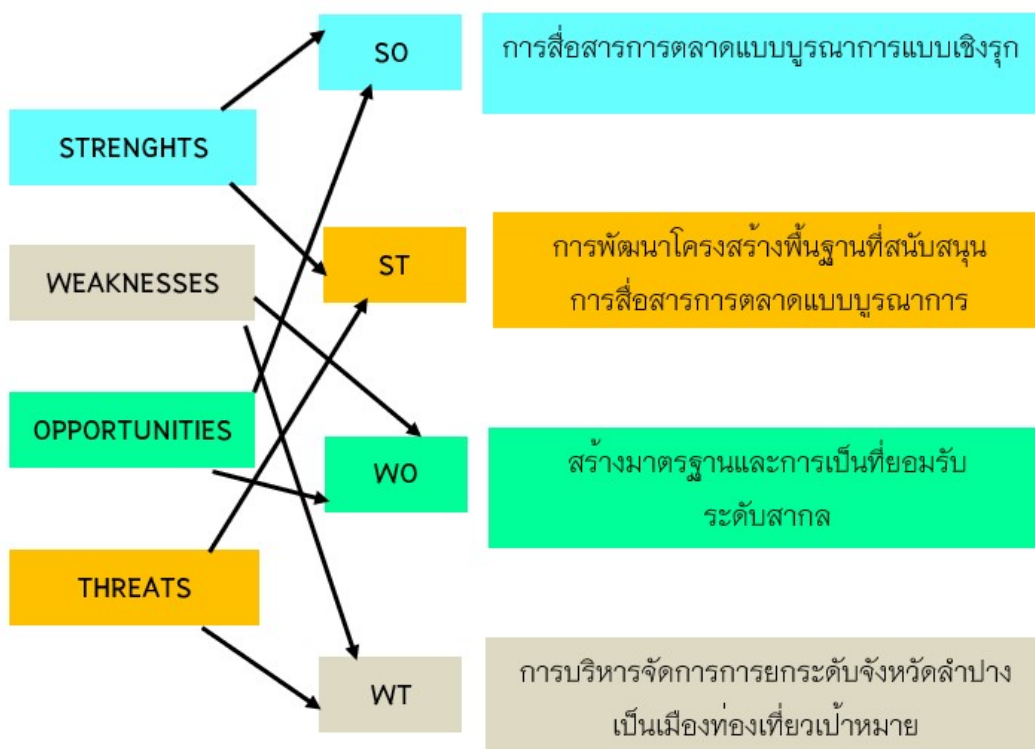 SO
การสื่อสารการตลาดแบบบูรณาการแบบเชิงรุก
STRENGHTS
ST
การพัฒนาโครงสร้างพื้นฐานที่สนับสนุน
การสื่อสารการตลาดแบบบูรณาการ
WEAKNESSES
OPPORTUNITIES
WO
สร้างมาตรฐานและการเป็นที่ยอมรับ
ระดับสากล
THREATS
WT
การบริหารจัดการการยกระดับจังหวัดลำปาง
เป็นเมืองท่องเที่ยวเป้าหมาย